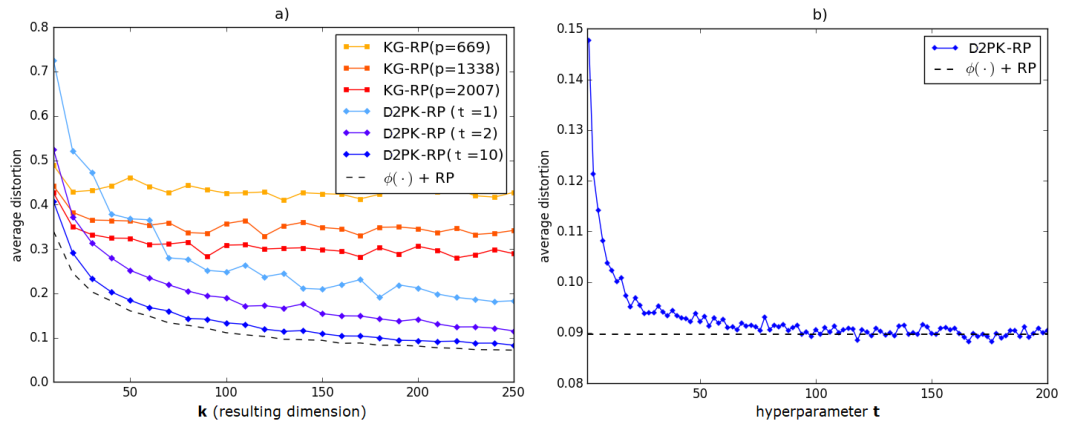 a)
0.8
0.7
0.6
0.5
0.4
0.3
0.2
0.1
0.0
average distortion
KG-RP(p=669)
KG-RP(p=1338)
KG-RP(p=2007)
D2PK-RP ( t =1)
D2PK-RP ( t =2)
D2PK-RP( t =10)
ϕ(·) + RP
50 100 150 200 250
k (resulting dimension)
b)
0.15
0.14
0.13
0.12
0.11
0.10
0.09
0.08
average distortion
D2PK-RP
ϕ(·) + RP
50 100 150 200
hyperparameter t